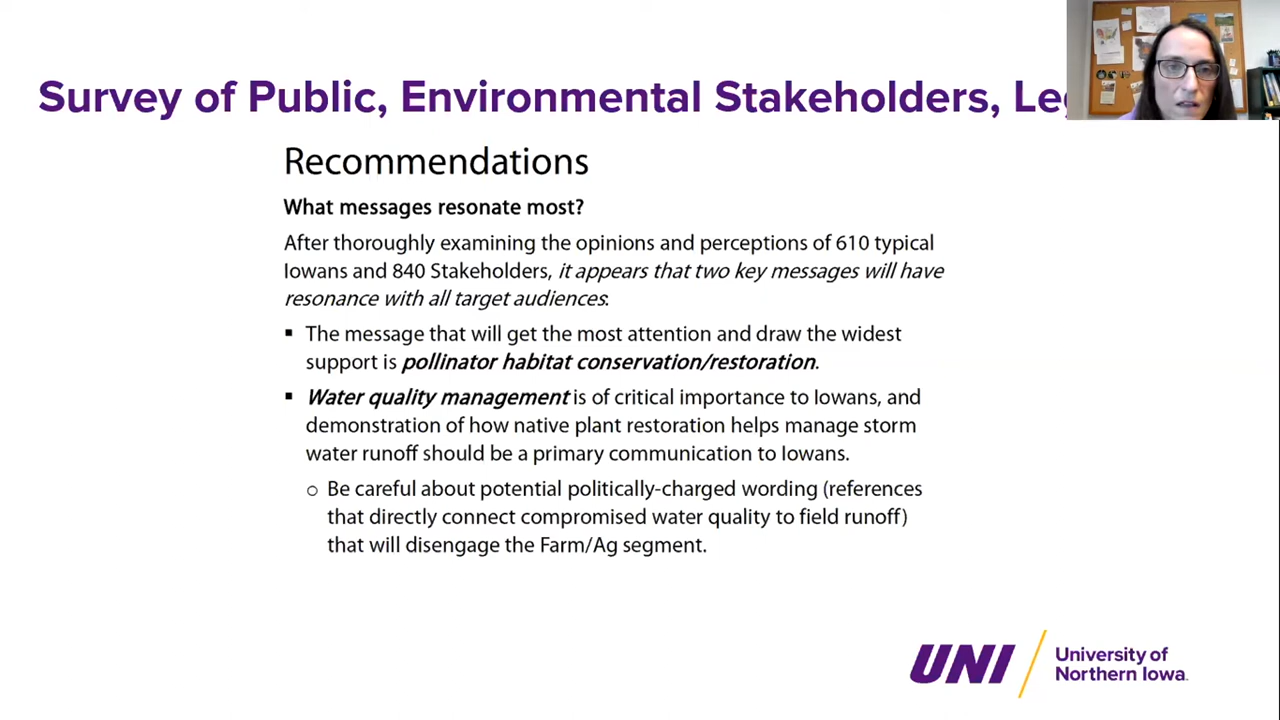 Survey of Public, Environmental Stakeholders,
Recommendations
What messages resonate most?
After thoroughly examining the opinions and perceptions of 610 typical
Iowans and 840 Stakeholders, it appears that two key messages will have
resonance with all target audiences:
▪ The message that will get the most attention and draw the widest
support is pollinator habitat conservation/restoration.
▪ Water quality management is of critical importance to Iowans, and
demonstration of how native plant restoration helps manage storm
water runoff should be a primary communication to Iowans.
○ Be careful about potential politically-charged wording (references
that directly connect compromised water quality to field runoff)
that will disengage the Farm/Ag segment.
UNI
University of
Northern Iowa.